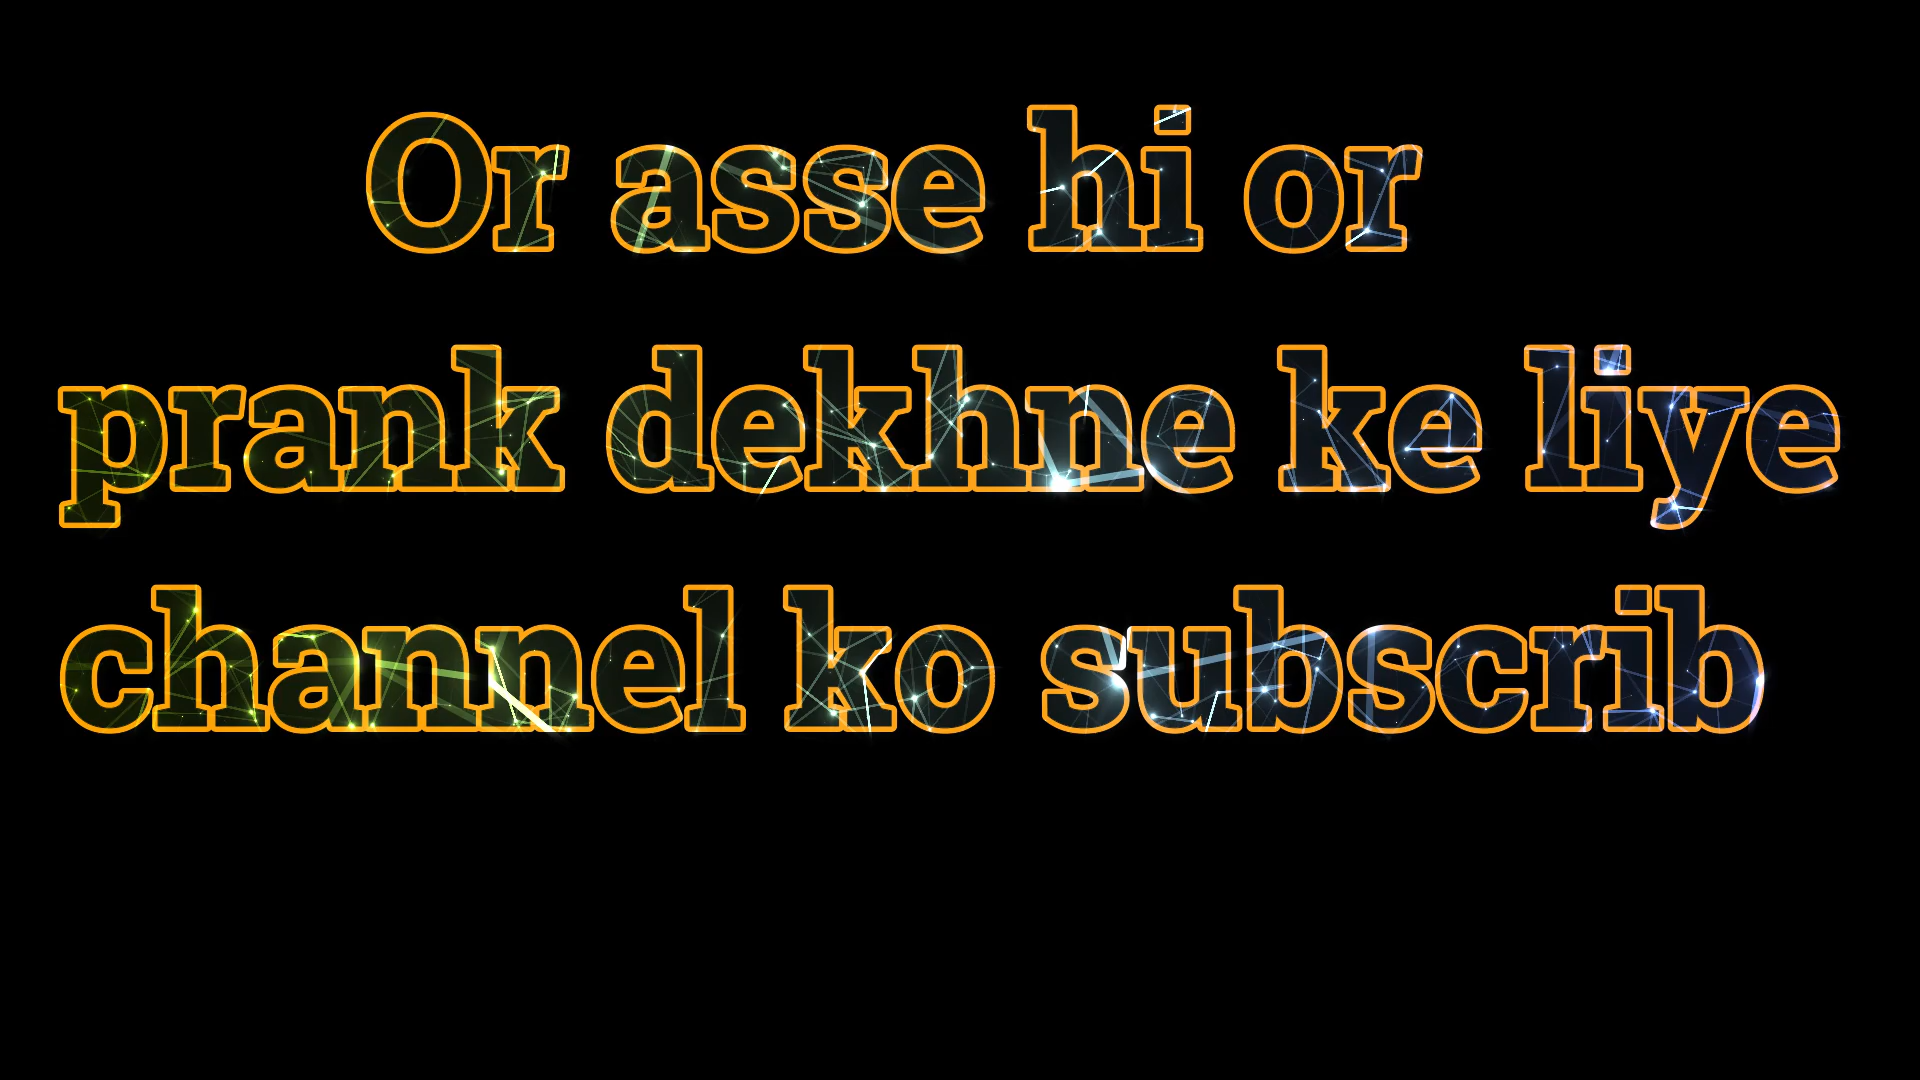 Or asse hi or
prank dekhne ke liye
channel ko subscrib